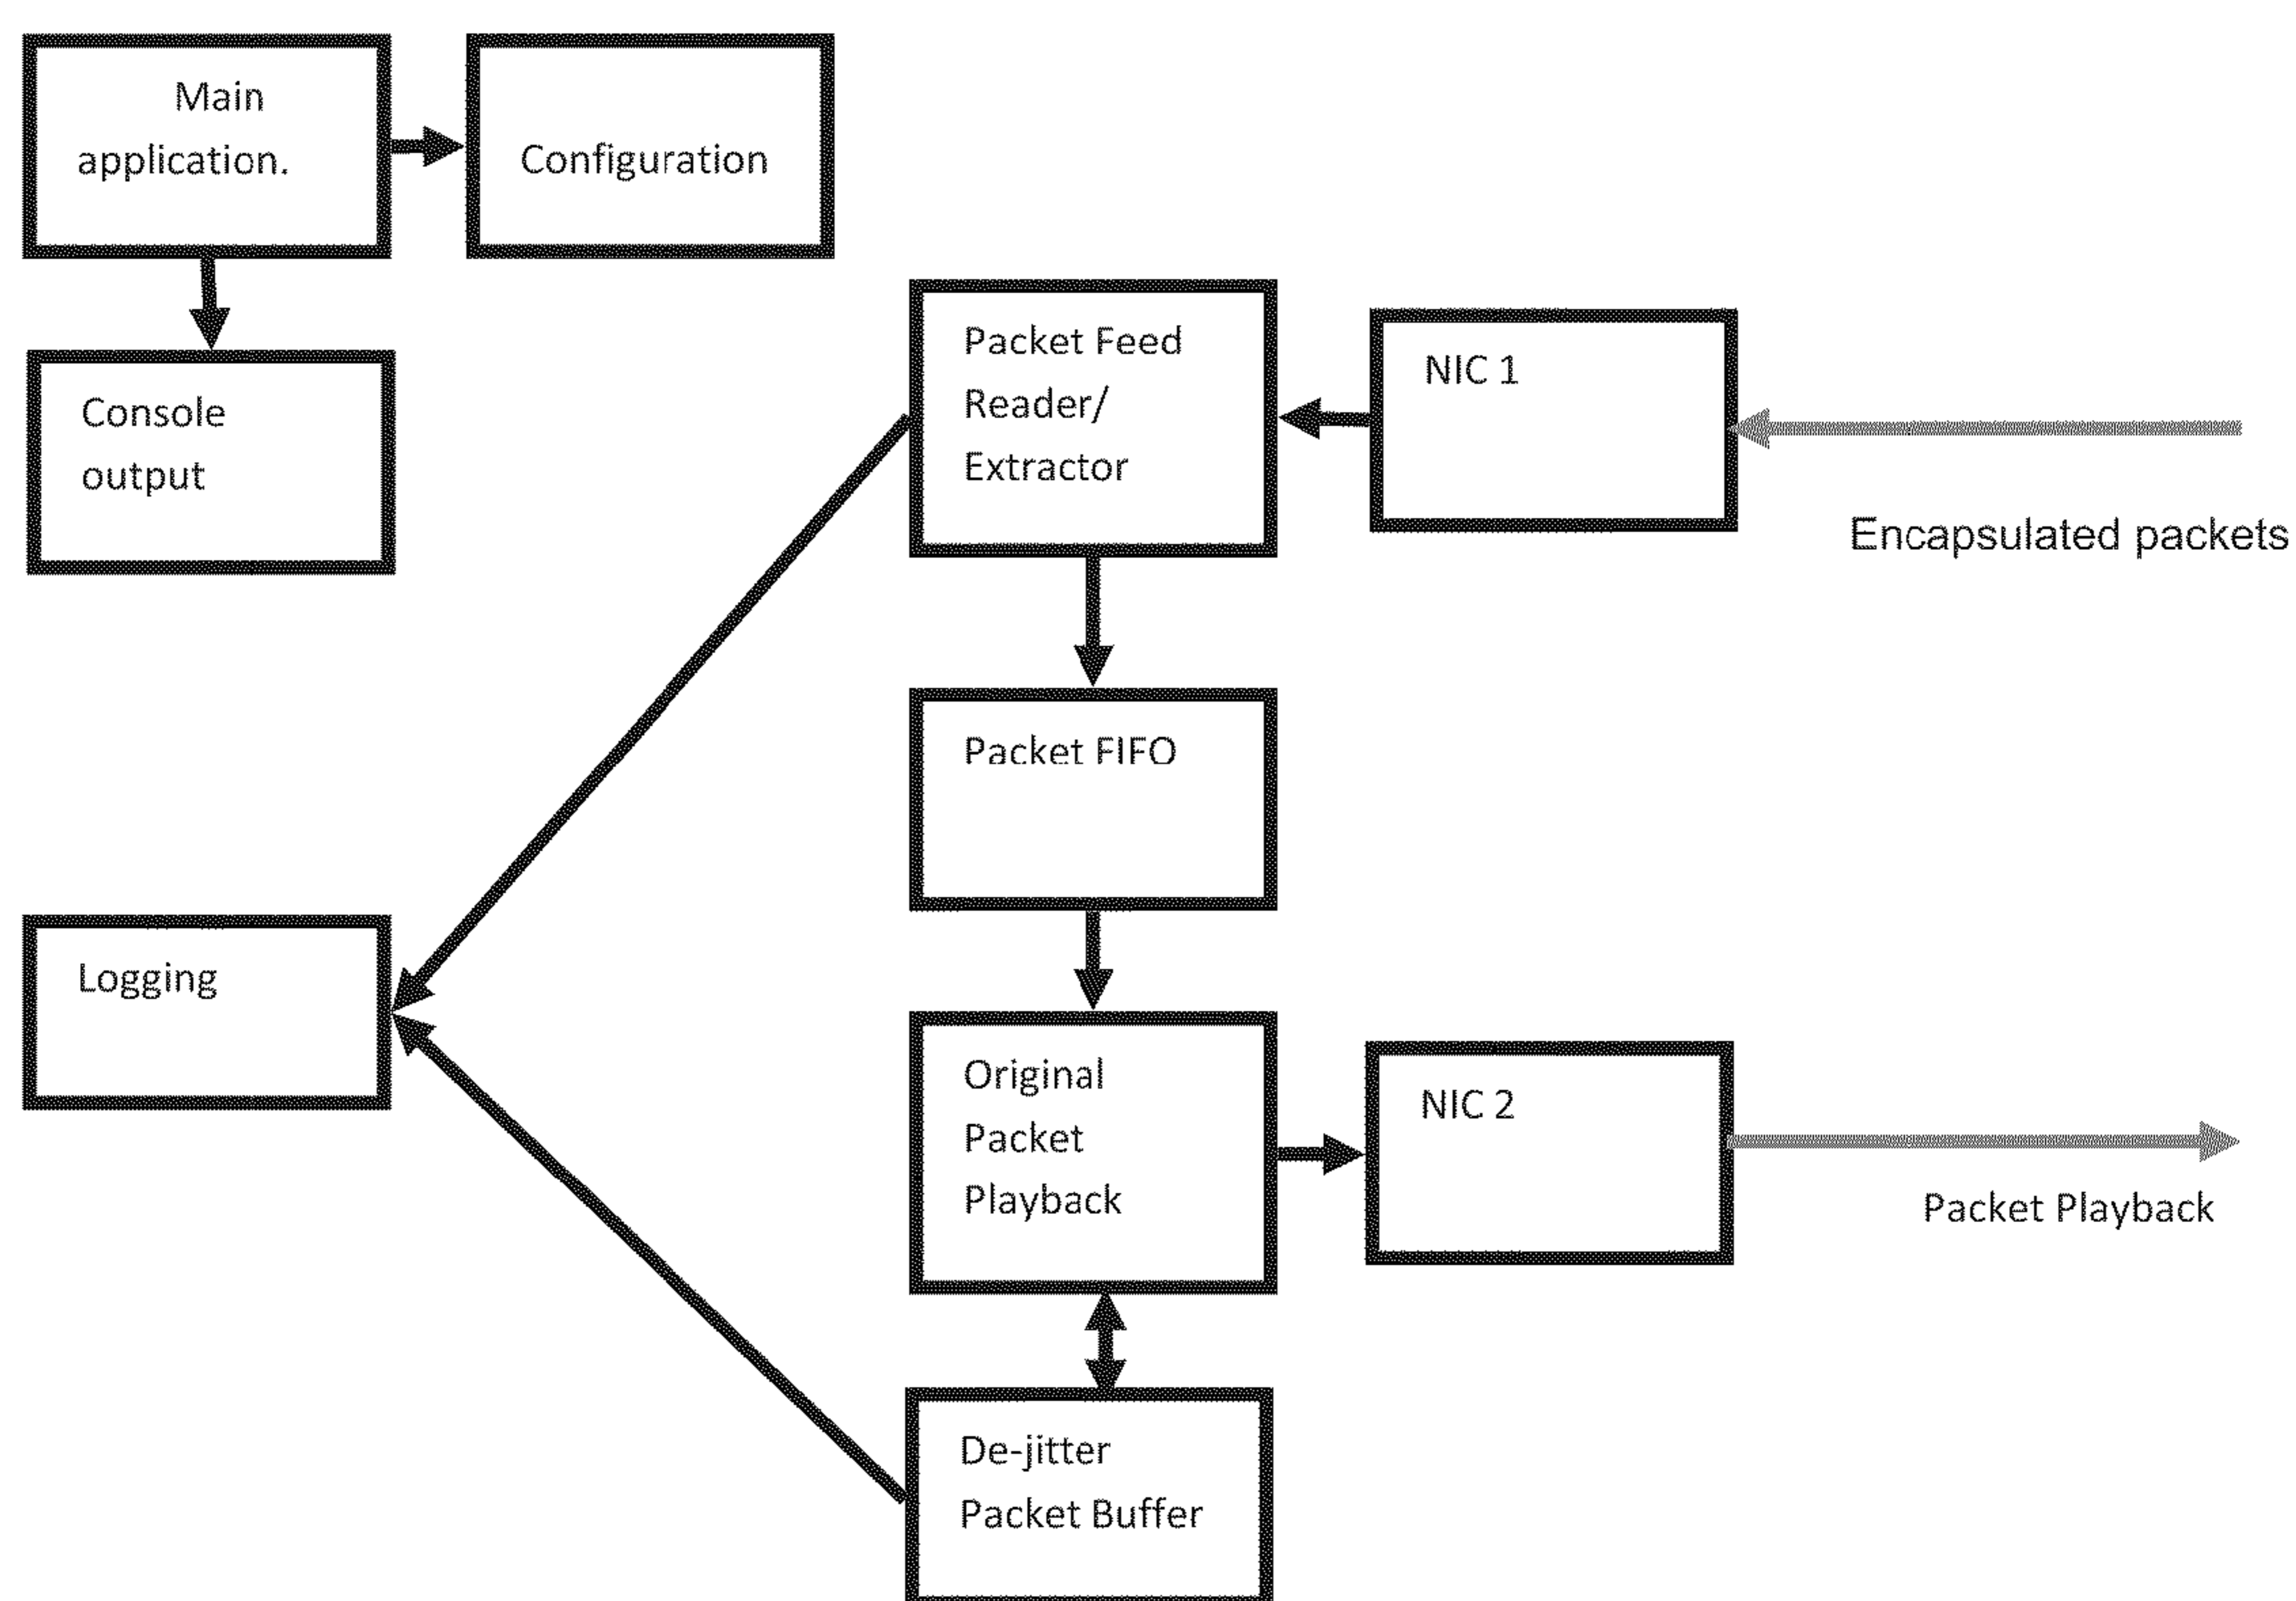 Main
application.
Configuration
Console
output
Packet Feed
Reader/
Extractor
NIC 1
Encapsulated packets
Packet FIFO
Logging
Original
Packet
Playback
NIC 2
Packet Playback
De-jitter
Packet Buffer